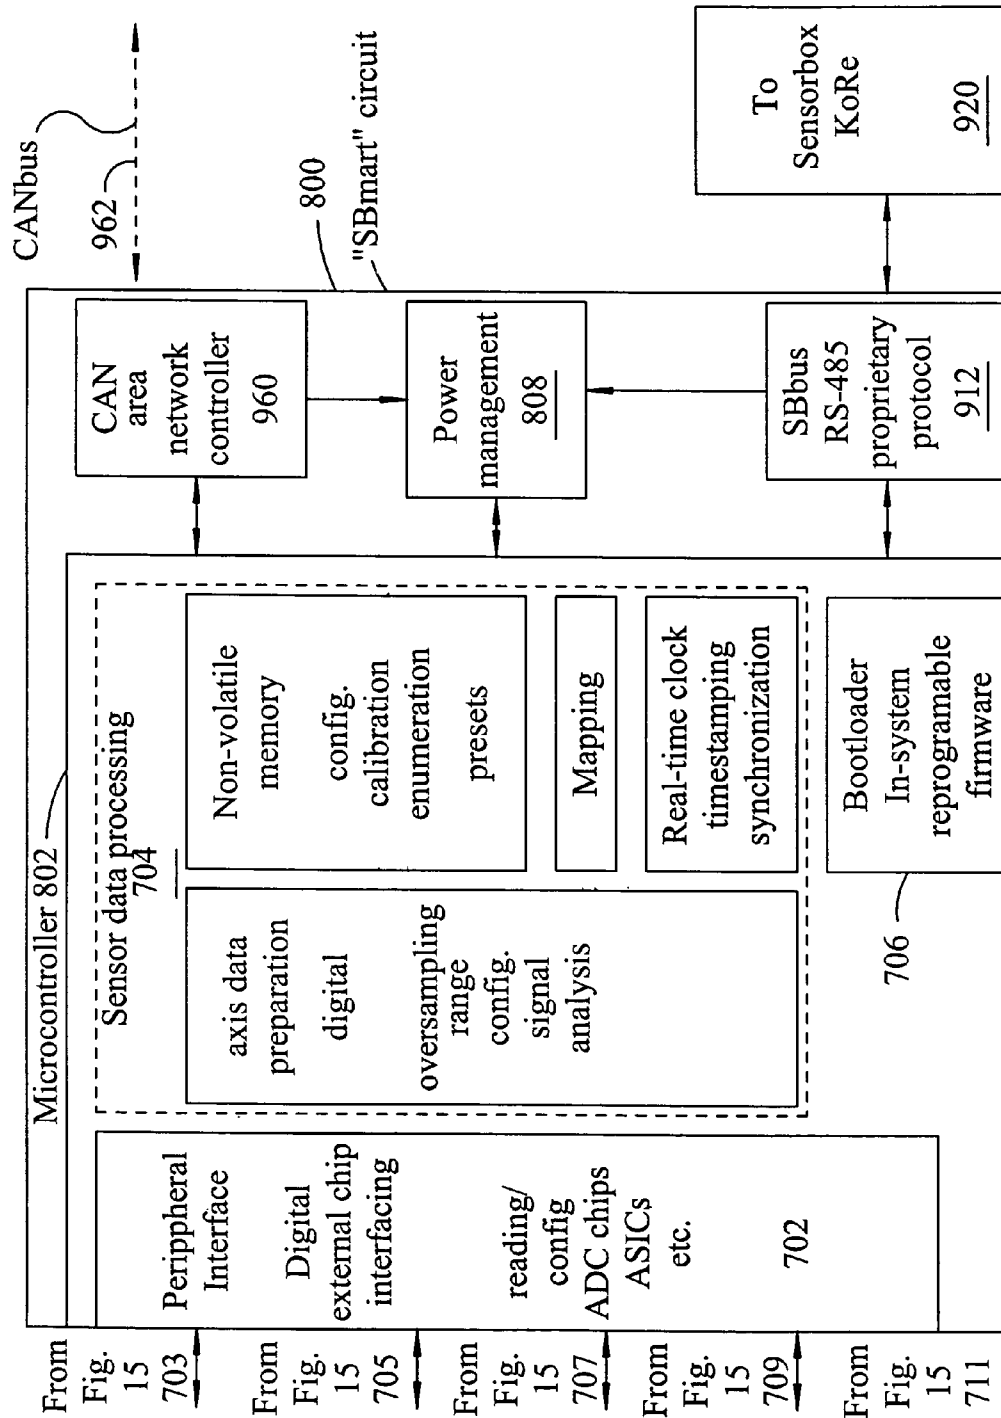 CANbus
962
800
"SBmart" circuit
To
Sensorbox
KoRe
920
CAN
area
network
controller
960
Power
management
808
SBbus
RS-485
proprietary
protocol
912
Microcontroller 802
Sensor data processing
704
Non-volatile
memory
config.
calibration
enumeration
presets
Mapping
Real-time clock
timestamping
synchronization
axis data
preparation
digital
oversampling
range
config.
signal
analysis
Bootloader
In-system
reprogramable
firmware
706
Perippheral
Interface
Digital
external chip
interfacing
reading/
config
ADC chips
ASICs
etc.
702
From
Fig.
15
703
From
Fig.
15
705
From
Fig.
15
707
From
Fig.
15
709
From
Fig.
15
711